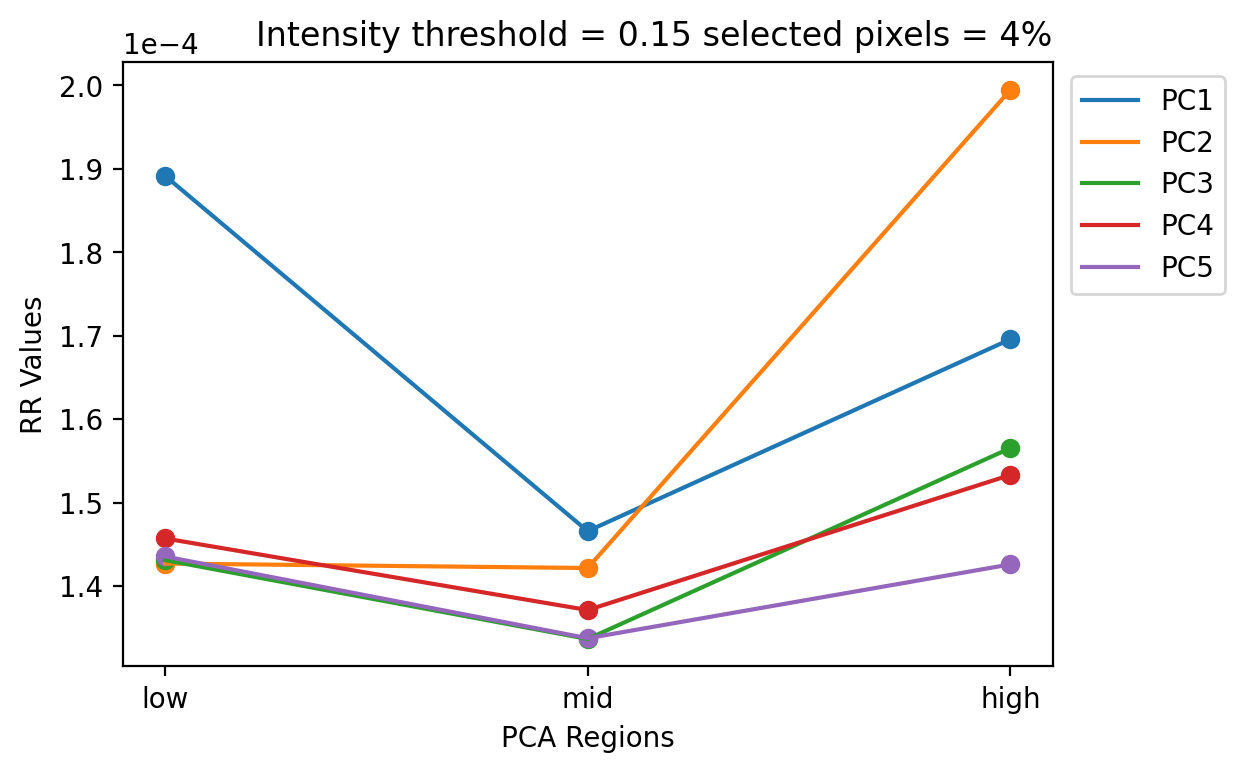 Intensity threshold = 0.15 selected pixels = 4%
1e−4
2.0
1.9
1.8
1.7
1.6
1.5
1.4
RR Values
low
mid
high
PCA Regions
PC1
PC2
PC3
PC4
PC5